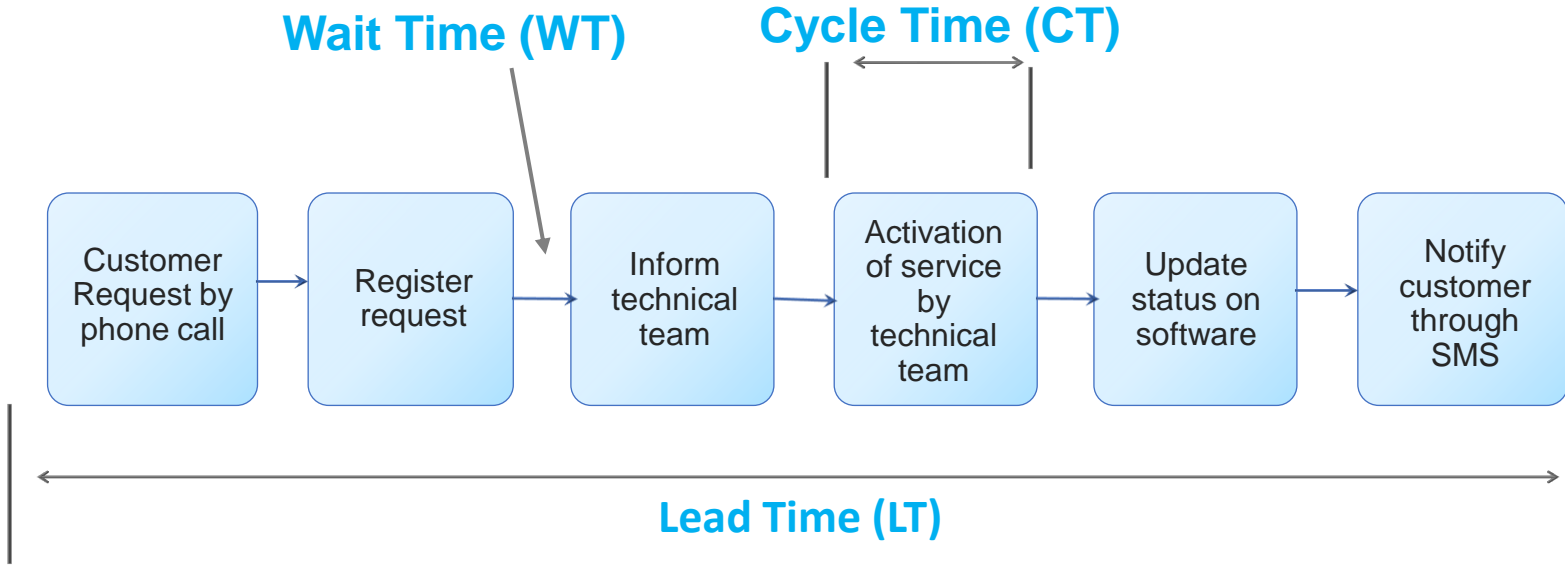 Wait Time (WT)
Cycle Time (CT)
Customer
Request by
phone call
Register
request
Inform
technical
team
Activation
of service
by
technical
team
Update
status on
software
Notify
customer
through
SMS
Lead Time (LT)